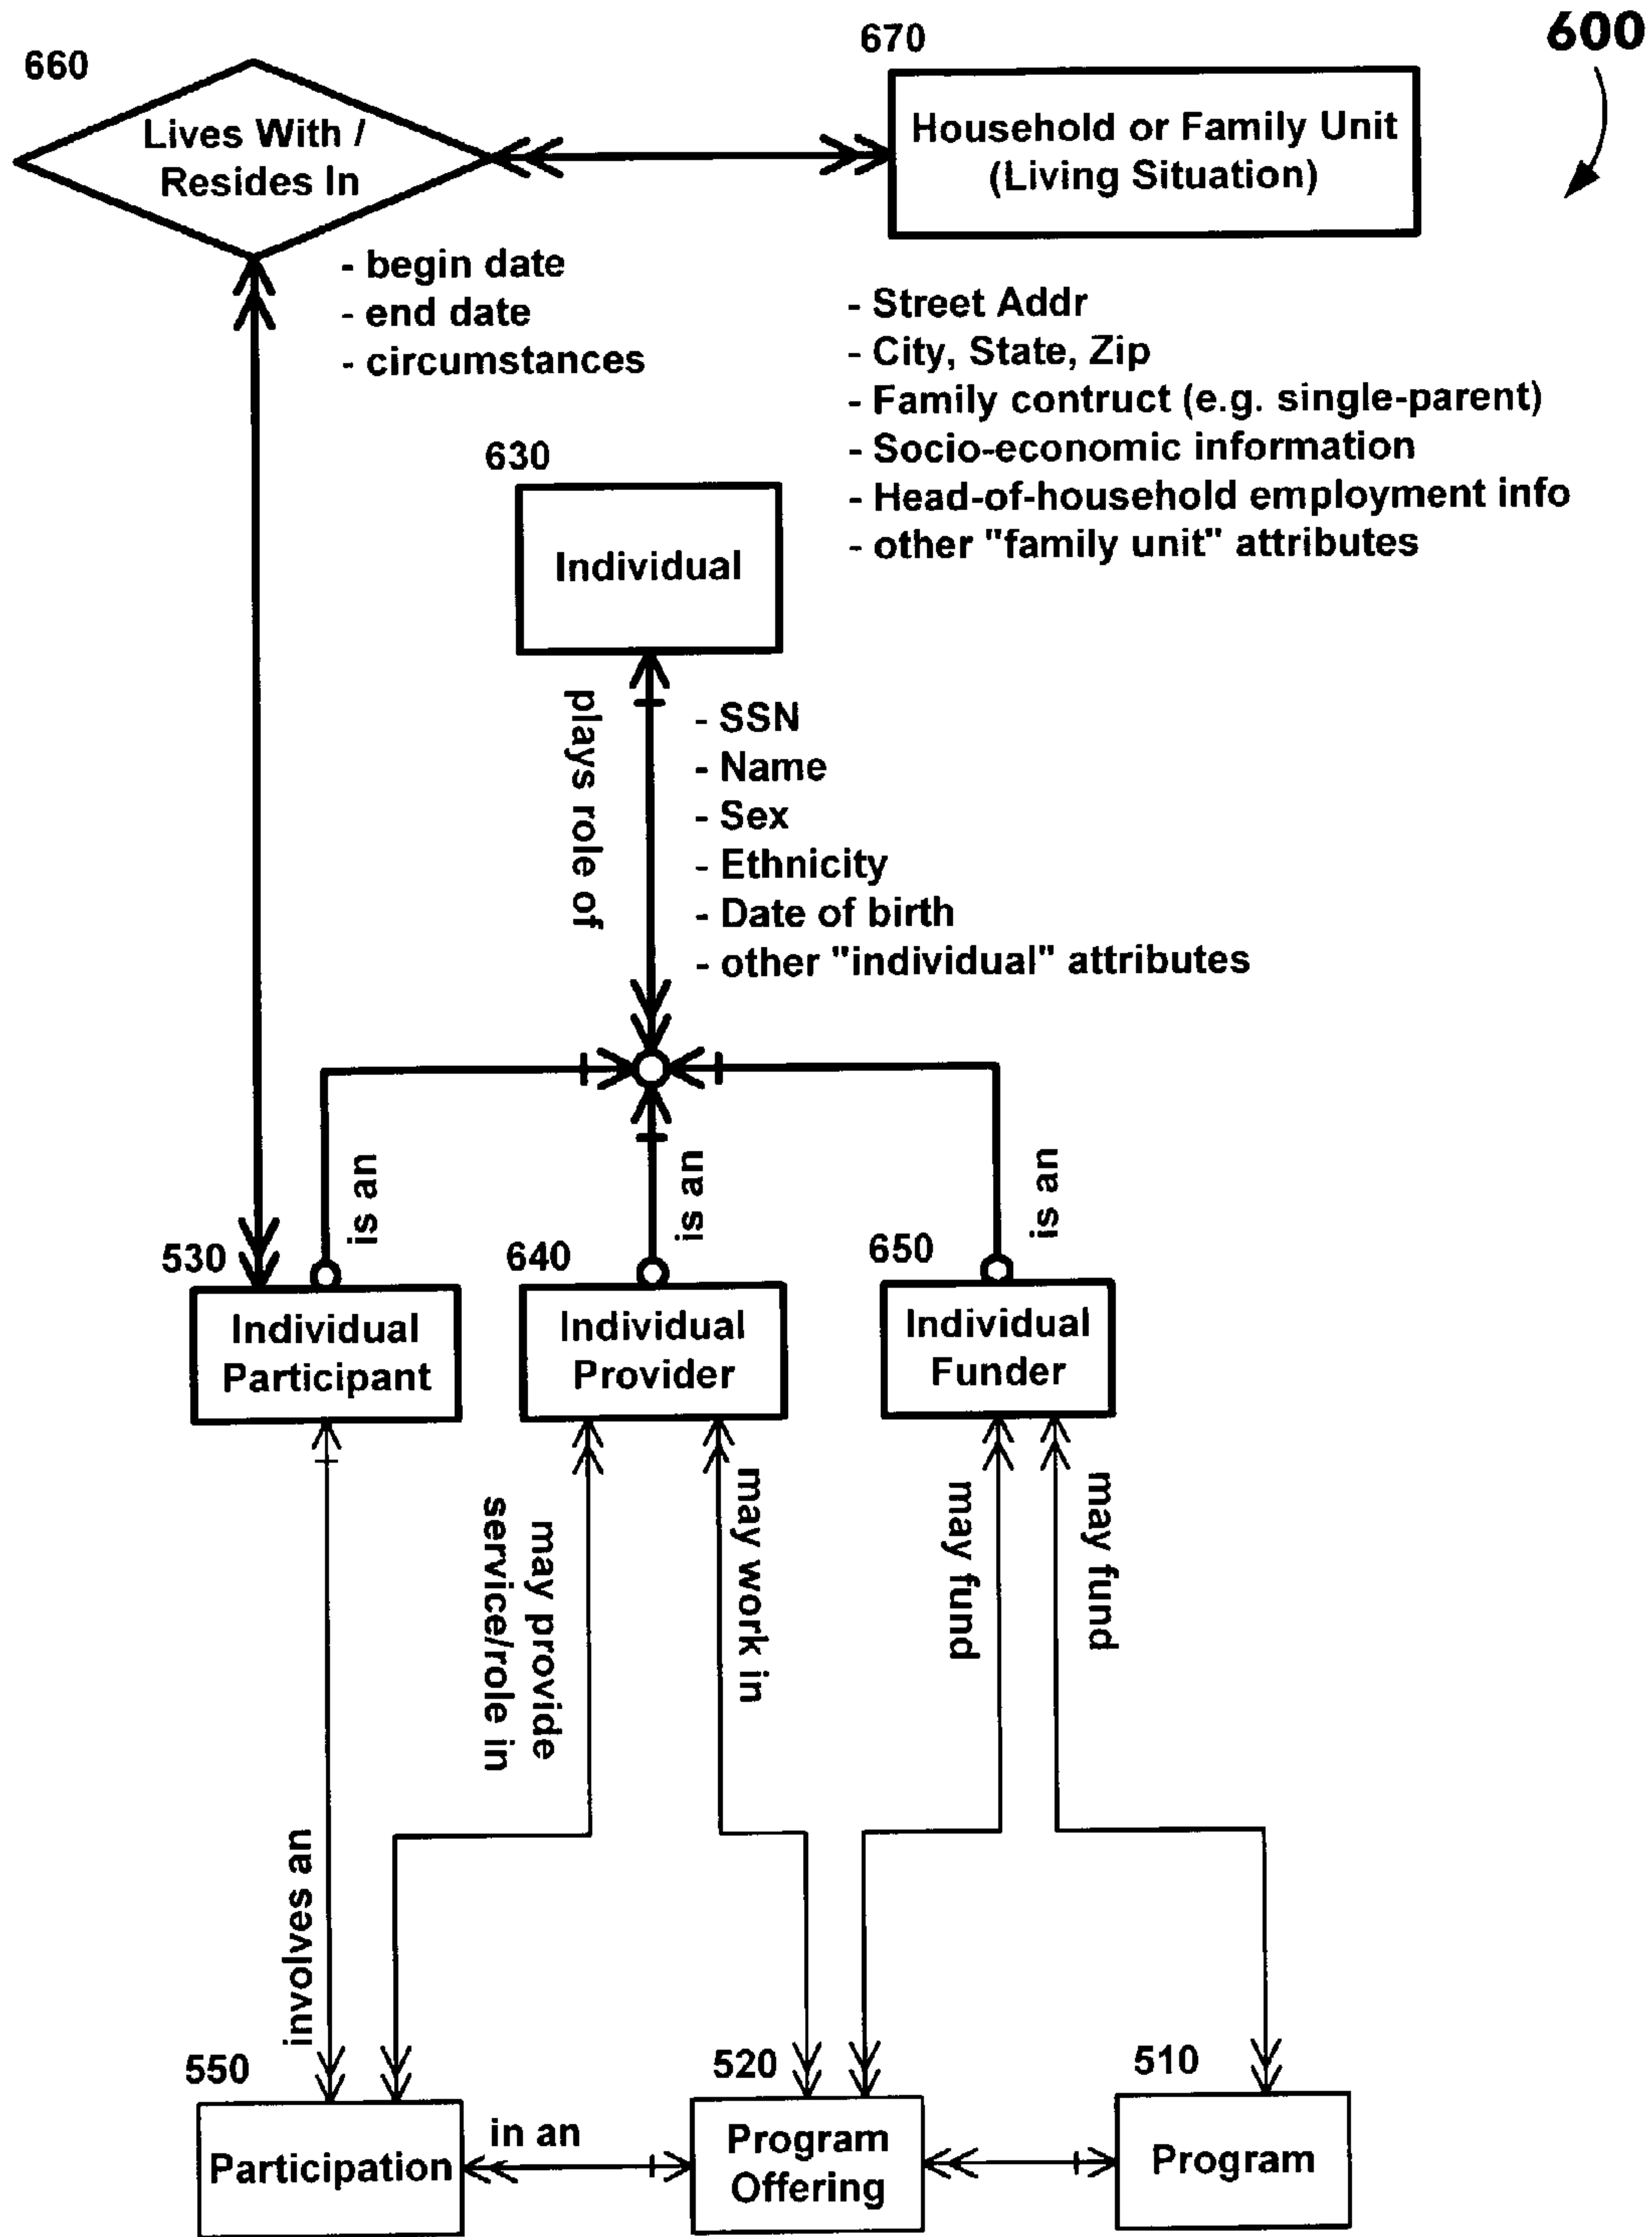 600
660
670
Lives With /
Resides In
Household or Family Unit
(Living Situation)
- begin date
- end date
- circumstances
- Street Addr
- City, State, Zip
- Family contruct (e.g. single-parent)
- Socio-economic information
- Head-of-household employment info
- other "family unit" attributes
630
Individual
plays role of
- SSN
- Name
- Sex
- Ethnicity
- Date of birth
- other "individual" attributes
is an
is an
is an
530
640
650
Individual
Participant
Individual
Provider
Individual
Funder
involves an
may provide
service/role in
may work in
may fund
may fund
550
520
510
Participation
in an
Program
Offering
Program